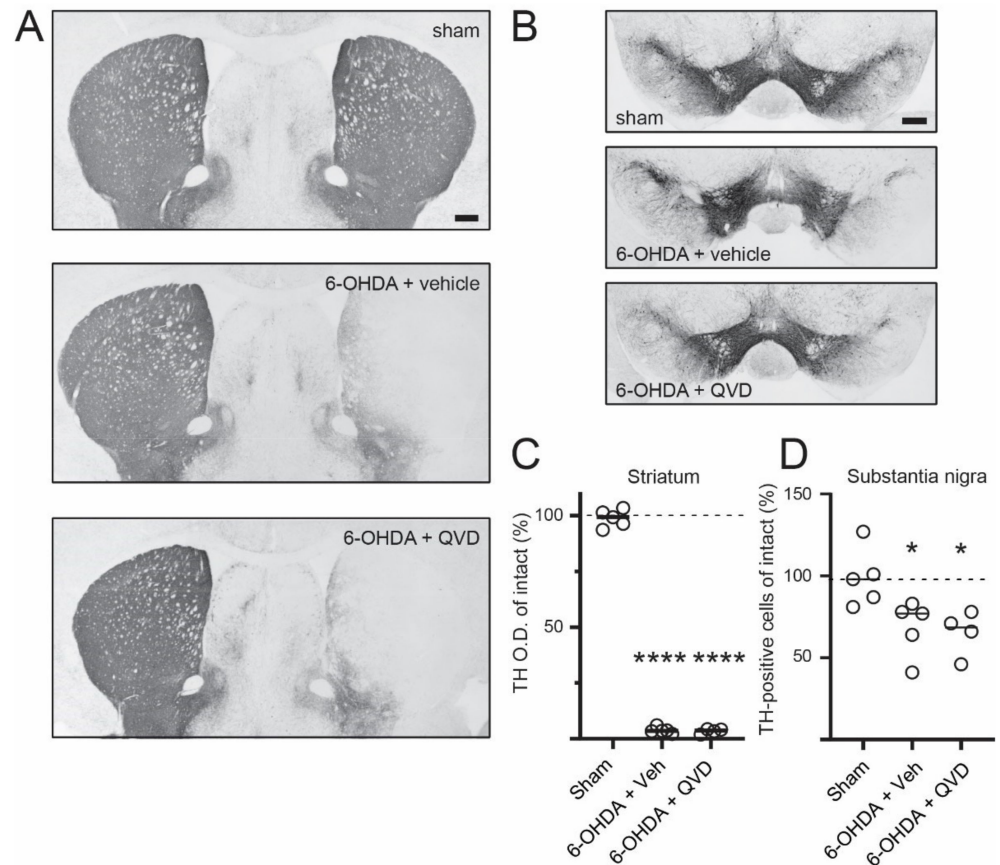 A
sham
6-OHDA + vehicle
6-OHDA + QVD
B
sham
6-OHDA + vehicle
6-OHDA + QVD
C
Striatum
TH O.D. of intact (%)
100
50
**** ****
Sham
6-OHDA + Veh
6-OHDA + QVD
D
Substantia nigra
TH-positive cells of intact (%)
150
100
50
* *
Sham
6-OHDA + Veh
6-OHDA + QVD